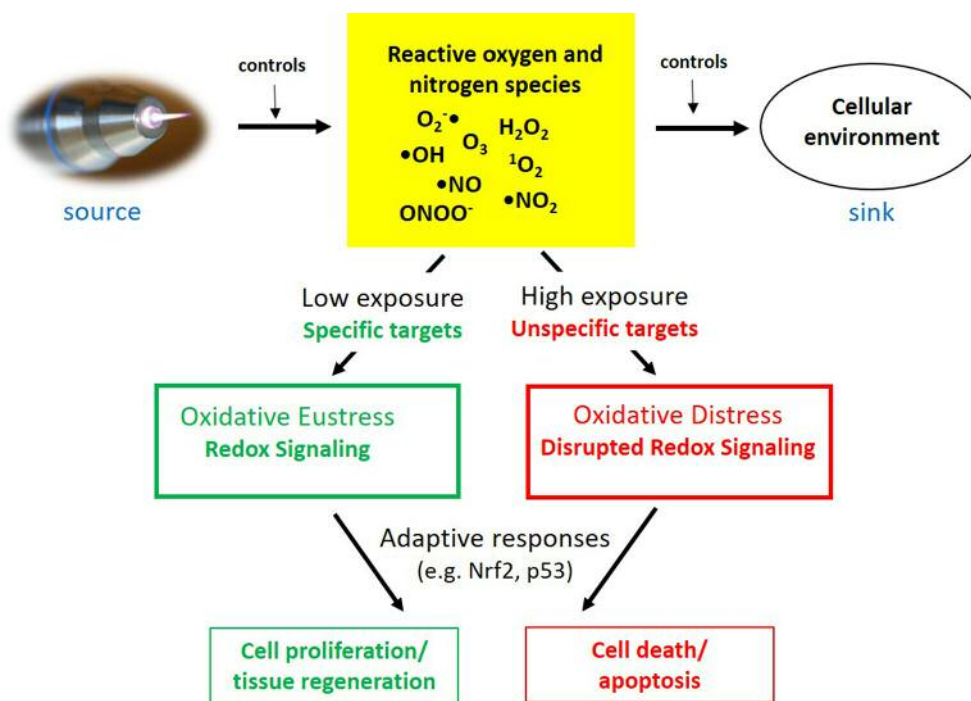 controls
Reactive oxygen and
nitrogen species
controls
O₂⁻•
H₂O₂
O₃
•OH
¹O₂
•NO
•NO₂
ONOO⁻
Cellular
environment
source
sink
Low exposure
Specific targets
High exposure
Unspecific targets
Oxidative Eustress
Redox Signaling
Oxidative Distress
Disrupted Redox Signaling
Adaptive responses
(e.g. Nrf2, p53)
Cell proliferation/
tissue regeneration
Cell death/
apoptosis